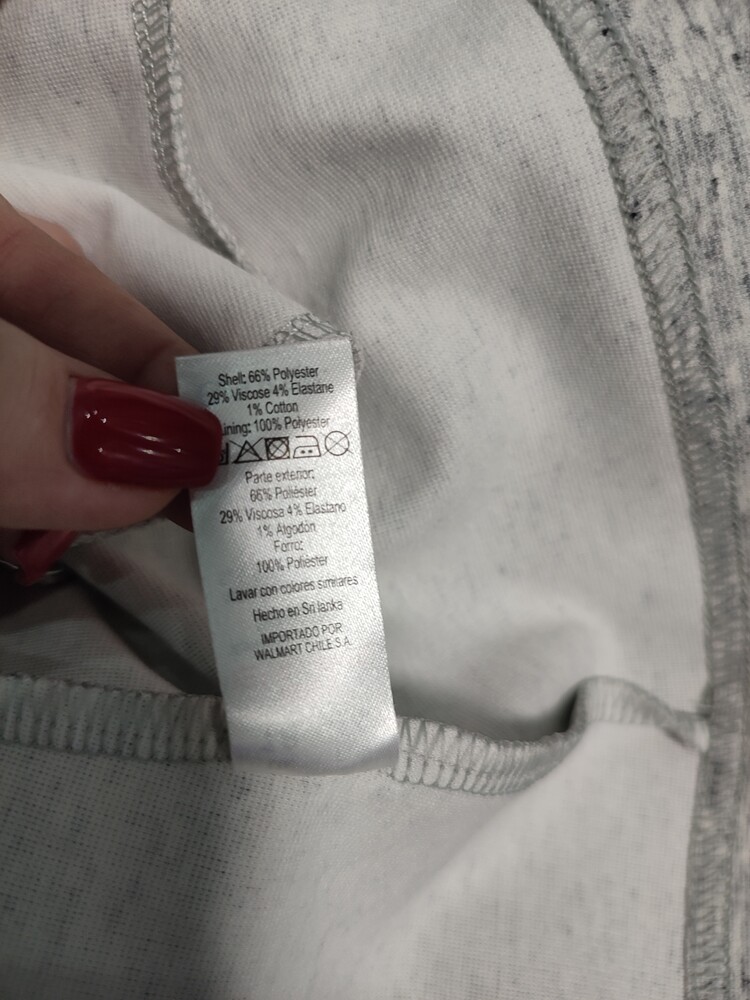 Shell: 66% Polyester
29% Viscose 4% Elastane
1% Cotton
100% Polyester
Parte exterior:
66% Poliéster
29% Viscosa 4% Elastano
1% Algodón
Forro:
100% Poliéster
Lavar con colores similares
Hecho en Sri lanka
IMPORTADO POR
WALMART CHILE S.A.